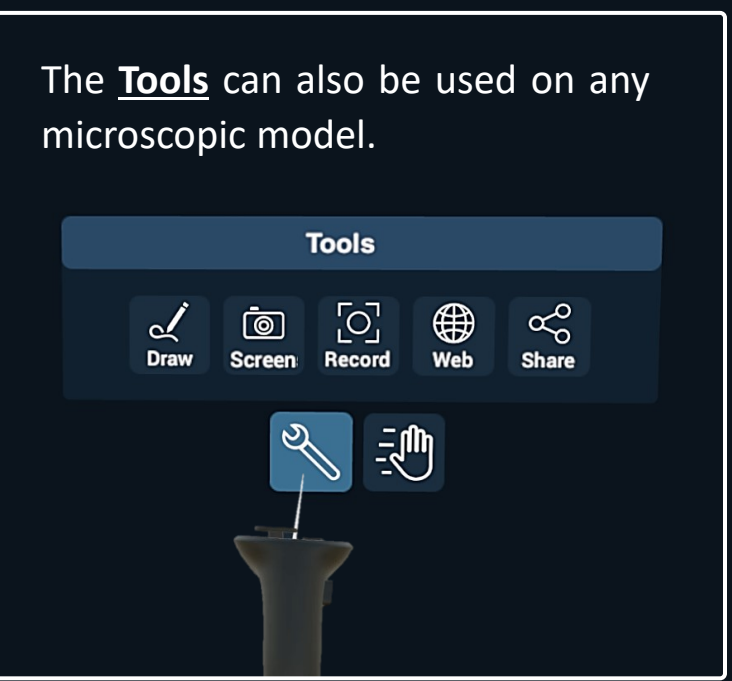 The Tools can also be used on any
microscopic model.
Tools
Draw Screen Record Web Share